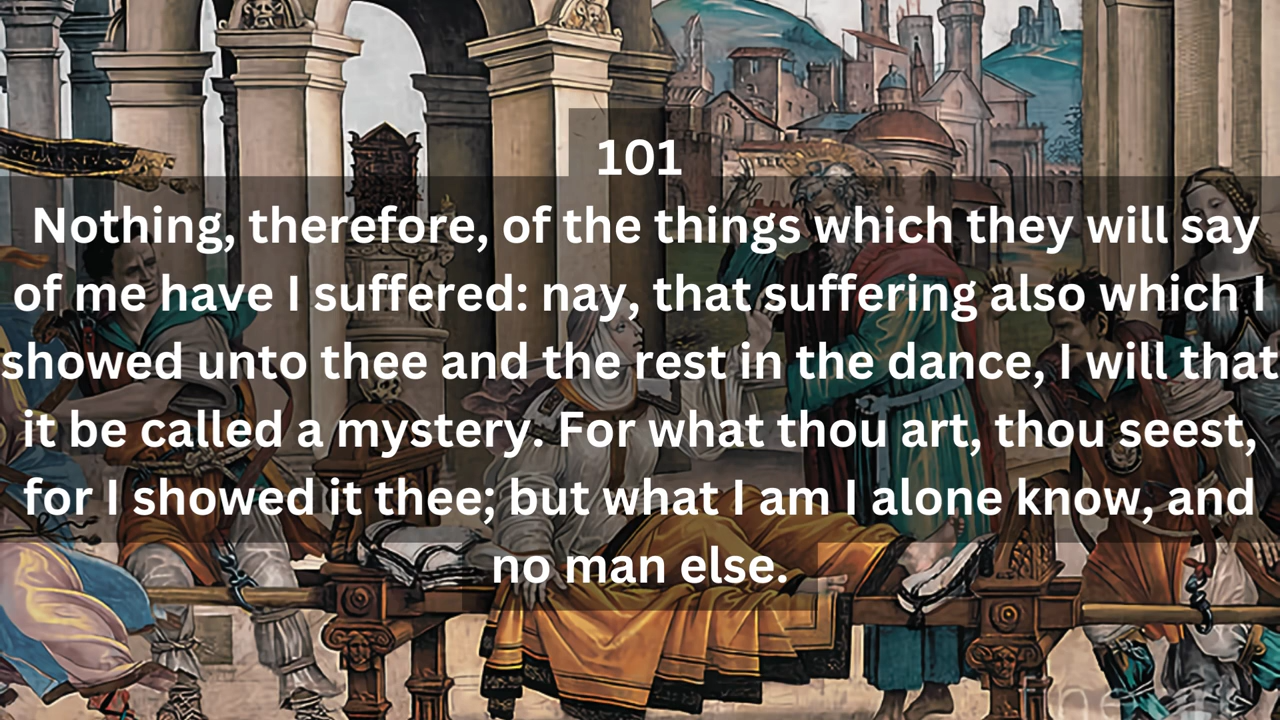 101
Nothing, therefore, of the things which they will say
of me have I suffered: nay, that suffering also which I
showed unto thee and the rest in the dance, I will that
it be called a mystery. For what thou art, thou seest,
for I showed it thee; but what I am I alone know, and
no man else.